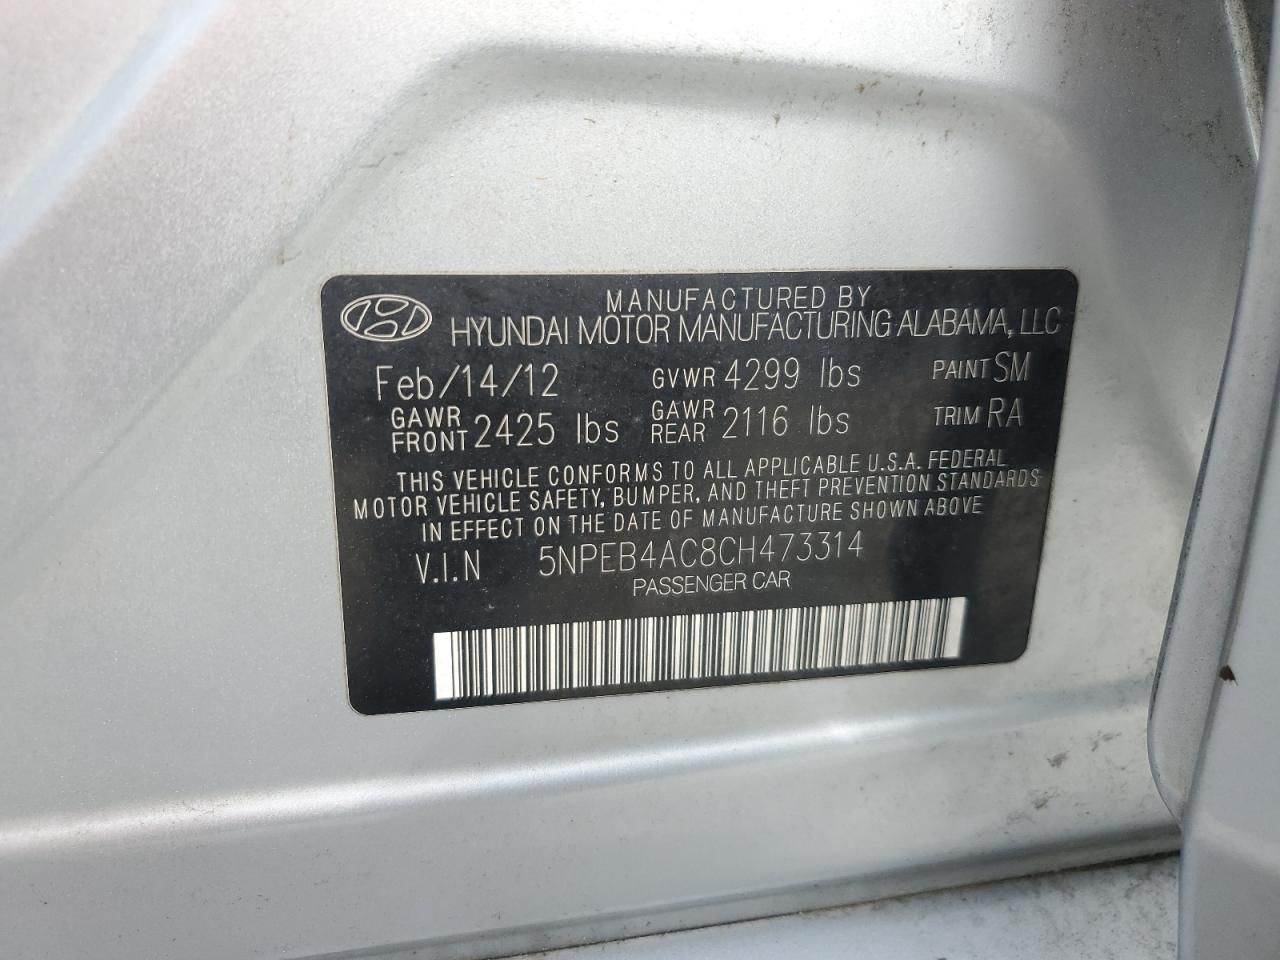 MANUFACTURED BY
HYUNDAI MOTOR MANUFACTURING ALABAMA, LLC
Feb/14/12 GVWR 4299 lbs PAINT SM
GAWR FRONT 2425 lbs GAWR REAR 2116 lbs TRIM RA
THIS VEHICLE CONFORMS TO ALL APPLICABLE U.S.A. FEDERAL
MOTOR VEHICLE SAFETY, BUMPER, AND THEFT PREVENTION STANDARDS
IN EFFECT ON THE DATE OF MANUFACTURE SHOWN ABOVE
V.I.N 5NPEB4AC8CH473314
PASSENGER CAR